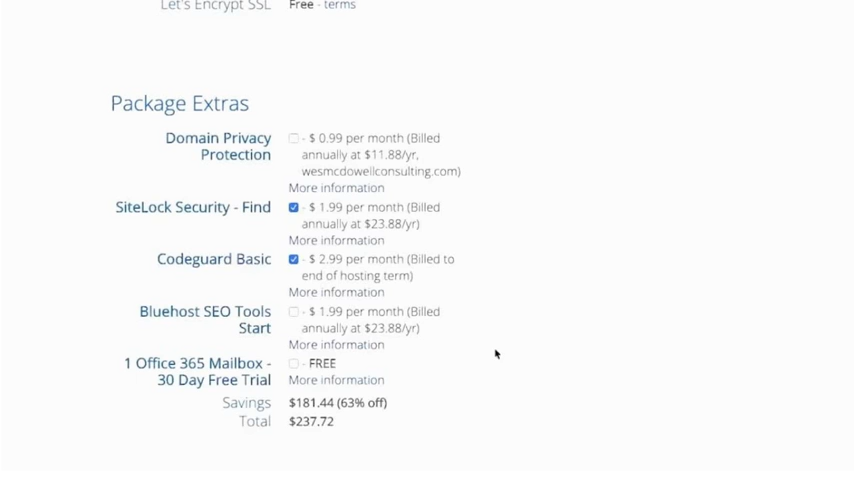 Let's Encrypt SSL Free - terms
Package Extras
Domain Privacy - $ 0.99 per month (Billed
Protection annually at $11.88/yr,
wesmcdowellconsulting.com)
More information
SiteLock Security - Find - $ 1.99 per month (Billed
annually at $23.88/yr)
More information
Codeguard Basic - $ 2.99 per month (Billed to
end of hosting term)
More information
Bluehost SEO Tools - $ 1.99 per month (Billed
Start annually at $23.88/yr)
More information
1 Office 365 Mailbox - - FREE
30 Day Free Trial More information
Savings $181.44 (63% off)
Total $237.72